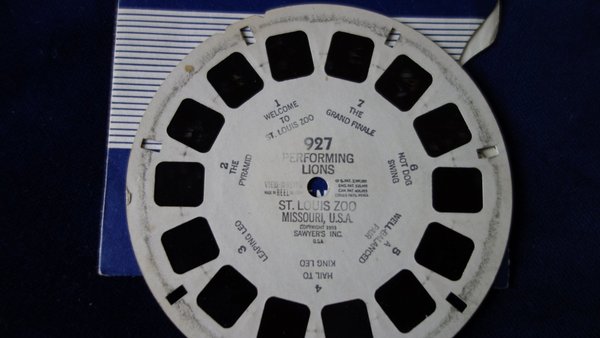 927
PERFORMING
LIONS
ST. LOUIS ZOO
MISSOURI, U.S.A.
SAWYER'S INC.
U.S.A.
1
WELCOME
TO
ST. LOUIS ZOO
2
THE
PYRAMID
3
LEAPING LEO
4
HAIL TO
KING LEO
5
A
WELL-BALANCED
PAIR
6
HOT DOG
SWING
7
THE
GRAND FINALE